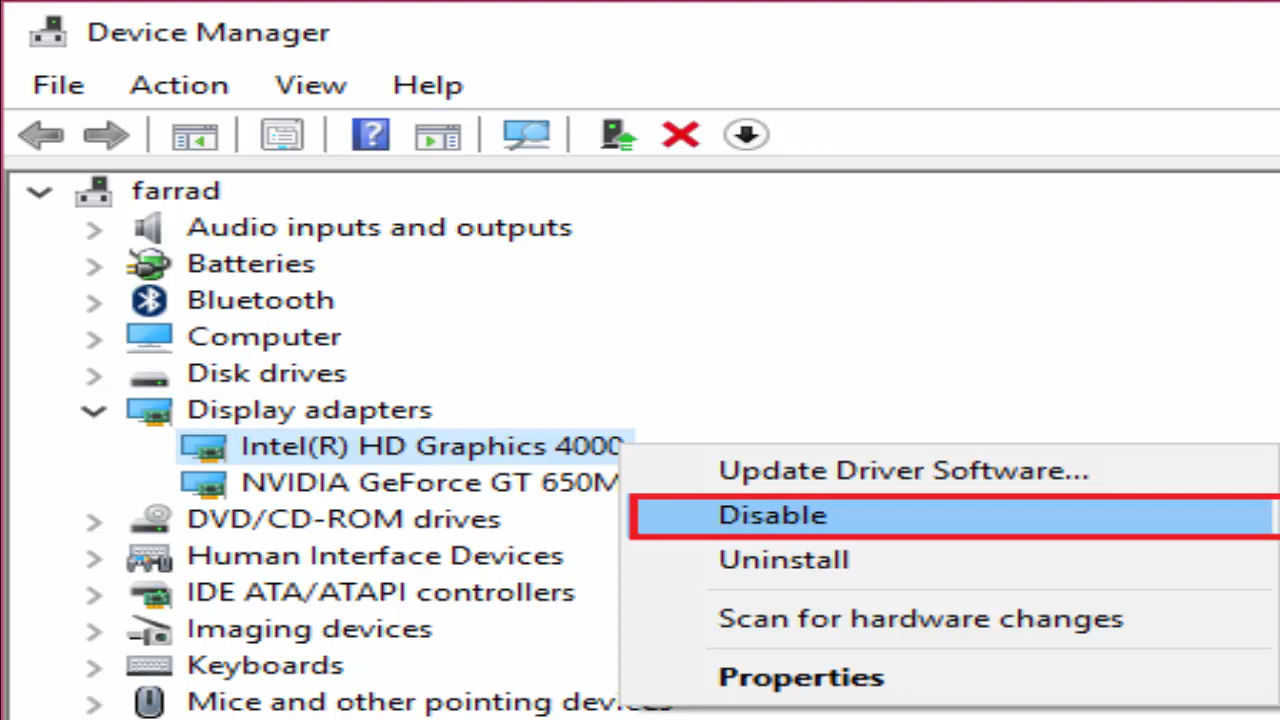 Device Manager
File Action View Help
farrad
Audio inputs and outputs
Batteries
Bluetooth
Computer
Disk drives
Display adapters
Intel(R) HD Graphics 4000
NVIDIA GeForce GT 650M
DVD/CD-ROM drives
Human Interface Devices
IDE ATA/ATAPI controllers
Imaging devices
Keyboards
Mice and other pointing devices
Update Driver Software...
Disable
Uninstall
Scan for hardware changes
Properties